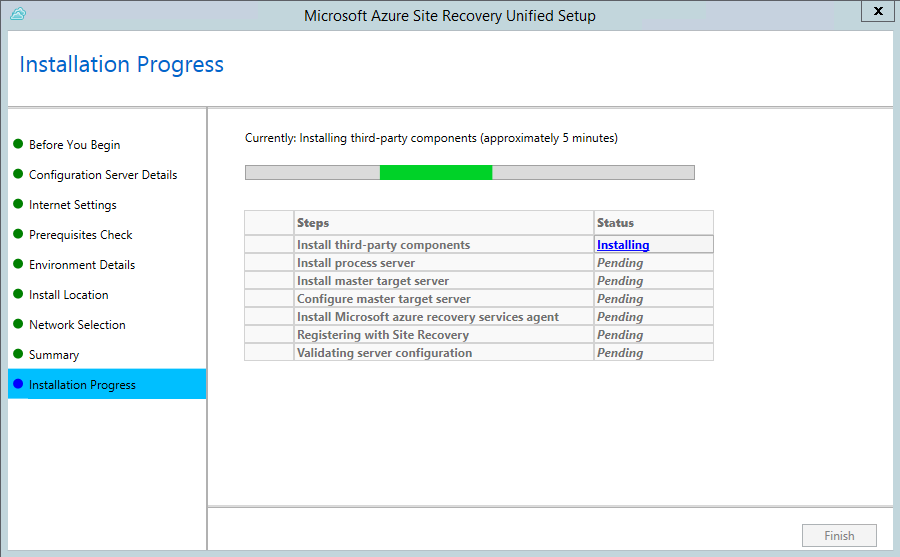 Microsoft Azure Site Recovery Unified Setup
x
Installation Progress
Before You Begin
Configuration Server Details
Internet Settings
Prerequisites Check
Environment Details
Install Location
Network Selection
Summary
Installation Progress
Currently: Installing third-party components (approximately 5 minutes)
Steps Status
Install third-party components Installing
Install process server Pending
Install master target server Pending
Configure master target server Pending
Install Microsoft azure recovery services agent Pending
Registering with Site Recovery Pending
Validating server configuration Pending
Finish